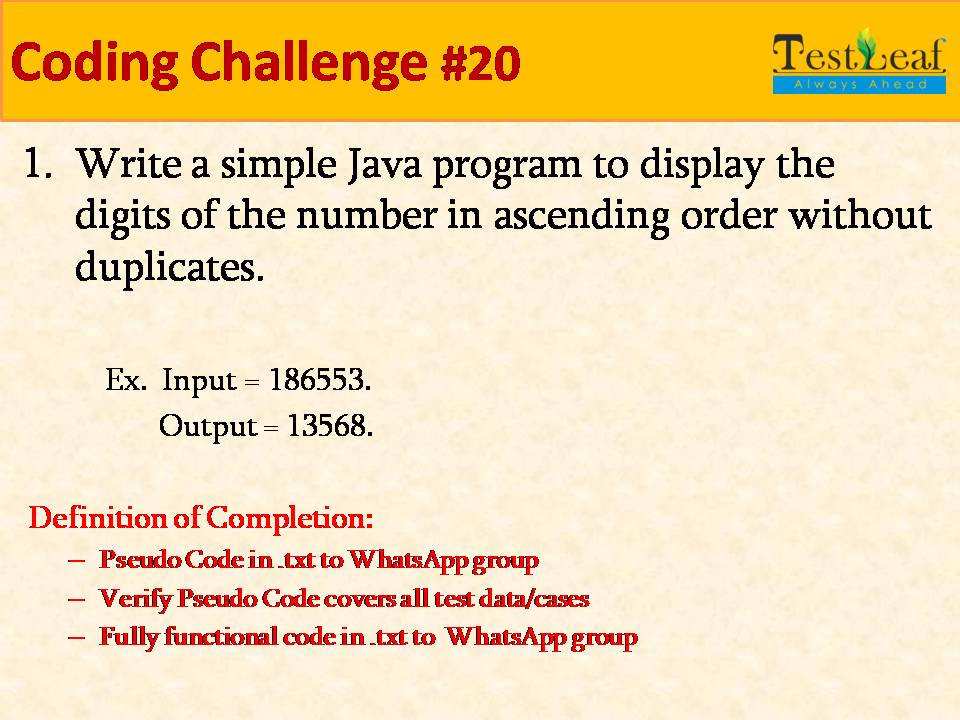 Coding Challenge #20
TestLeaf
Always Ahead
1. Write a simple Java program to display the
digits of the number in ascending order without
duplicates.
Ex. Input = 186553.
Output = 13568.
Definition of Completion:
– Pseudo Code in .txt to WhatsApp group
– Verify Pseudo Code covers all test data/cases
– Fully functional code in .txt to WhatsApp group